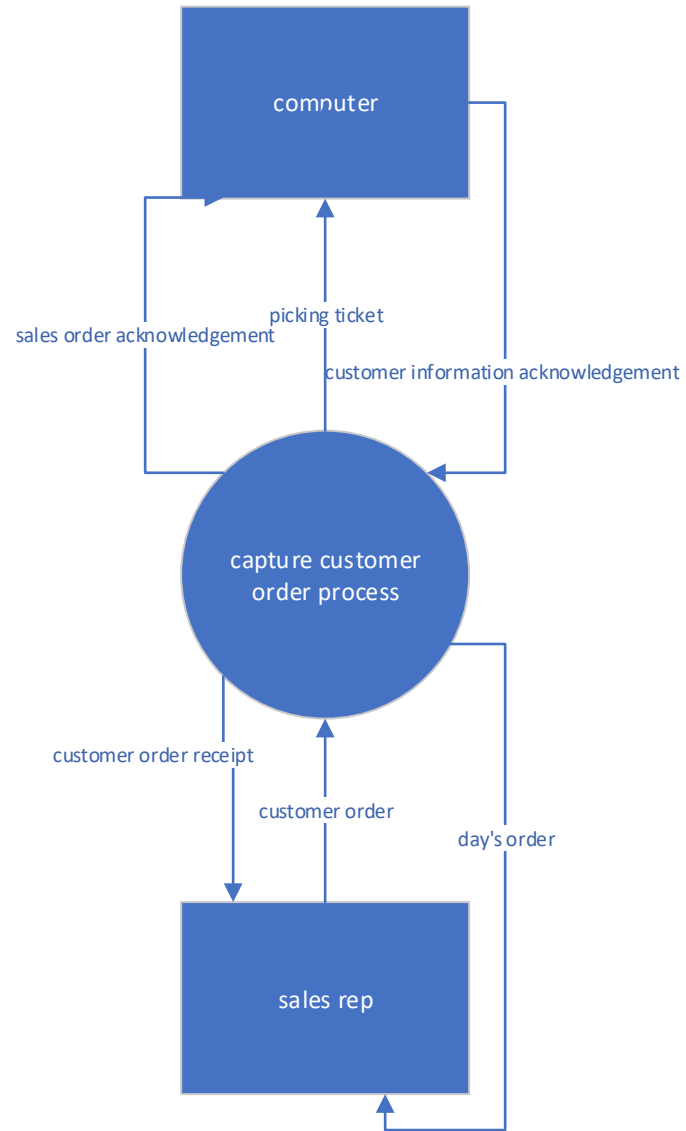 computer
picking ticket
sales order acknowledgement
customer information acknowledgement
capture customer
order process
customer order receipt
customer order
day's order
sales rep